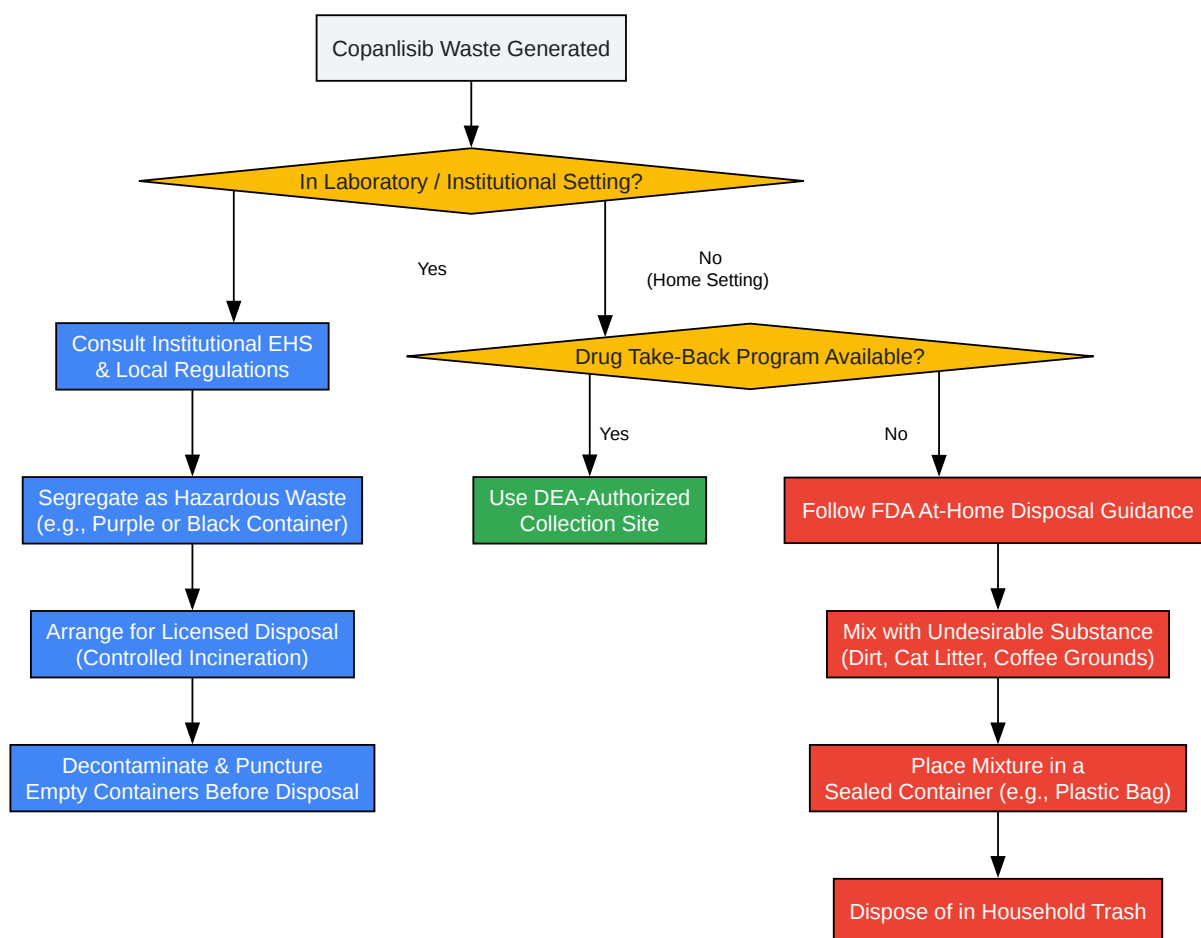 Copanlisib Waste Generated
In Laboratory / Institutional Setting?
Yes
No
(Home Setting)
Consult Institutional EHS
& Local Regulations
Drug Take-Back Program Available?
Yes
No
Segregate as Hazardous Waste
(e.g., Purple or Black Container)
Use DEA-Authorized
Collection Site
Follow FDA At-Home Disposal Guidance
Arrange for Licensed Disposal
(Controlled Incineration)
Mix with Undesirable Substance
(Dirt, Cat Litter, Coffee Grounds)
Decontaminate & Puncture
Empty Containers Before Disposal
Place Mixture in a
Sealed Container (e.g., Plastic Bag)
Dispose of in Household Trash